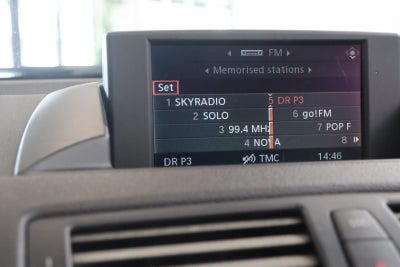 FM
Memorised stations
Set
1 SKYRADIO 5 DR P3
2 SOLO 6 go!FM
3 99.4 MHz 7 POP F
4 NOVA 8
DR P3 TMC 14:46